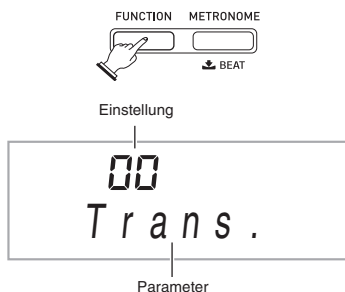 FUNCTION METRONOME
BEAT
Einstellung
00
Trans.
Parameter